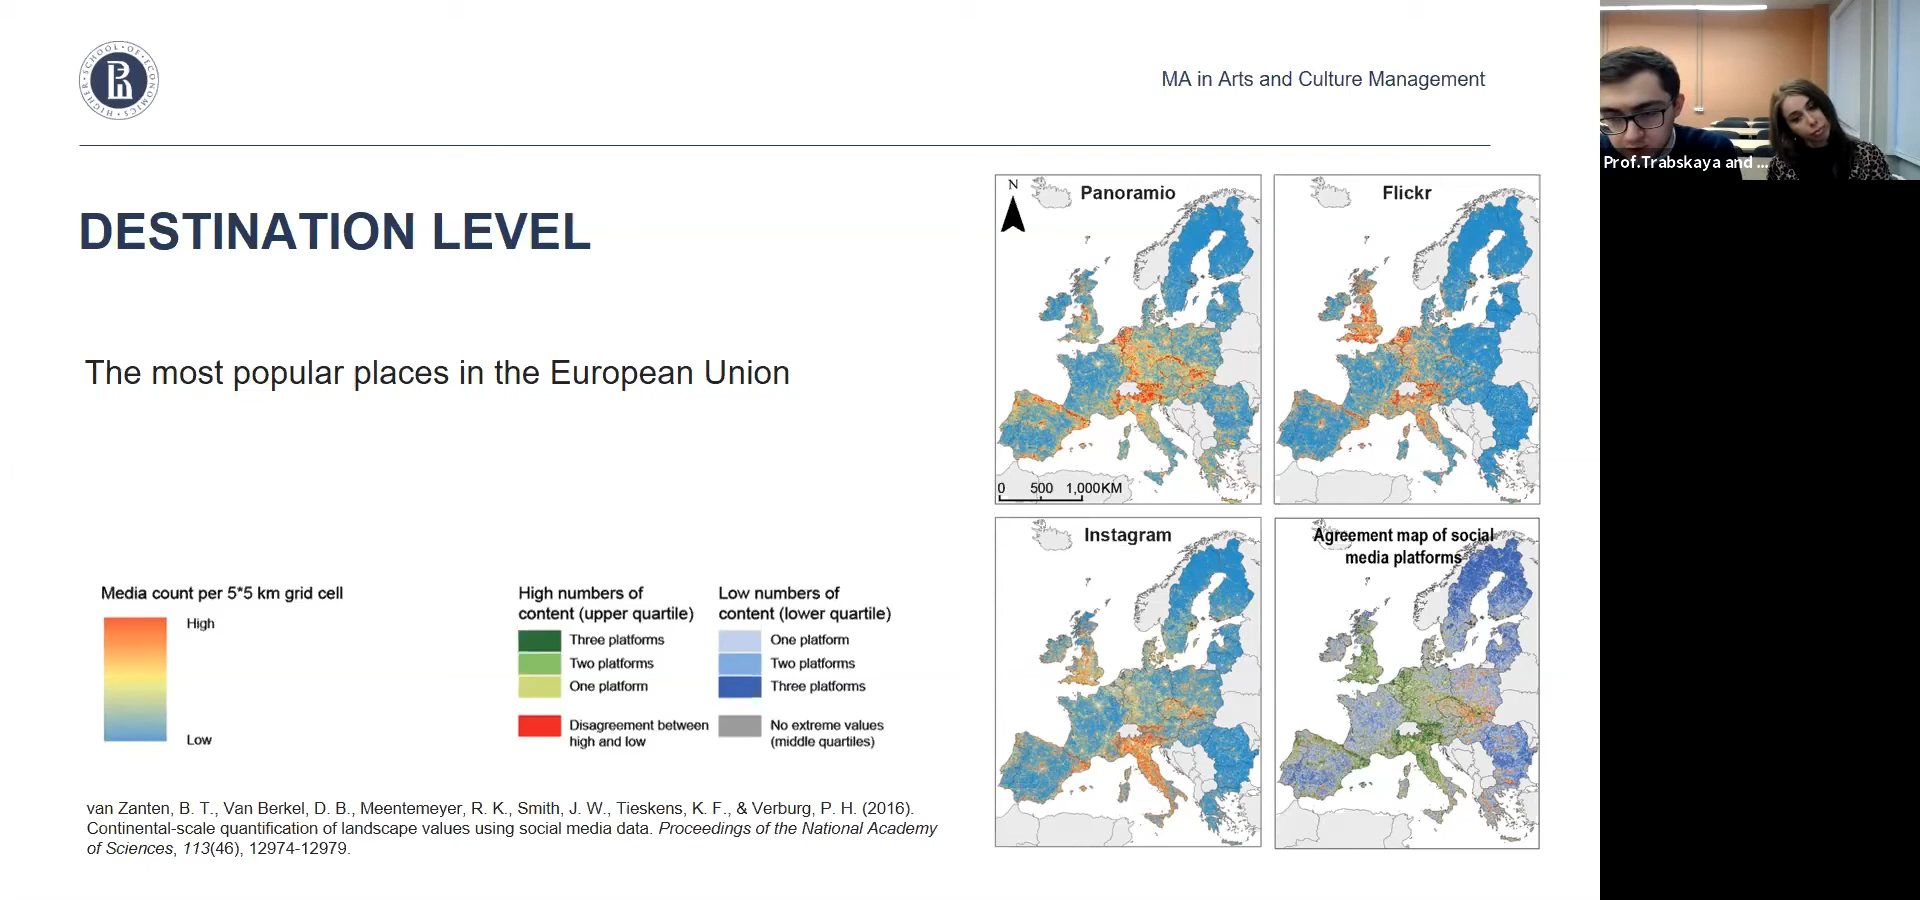 HIGHER · SCHOOL · OF · ECONOMICS ·
MA in Arts and Culture Management
Prof.Trabskaya and ...
DESTINATION LEVEL
The most popular places in the European Union
N
Panoramio
0 500 1,000KM
Flickr
Instagram
Agreement map of social
media platforms
Media count per 5*5 km grid cell
High
Low
High numbers of
content (upper quartile)
Three platforms
Two platforms
One platform
Disagreement between
high and low
Low numbers of
content (lower quartile)
One platform
Two platforms
Three platforms
No extreme values
(middle quartiles)
van Zanten, B. T., Van Berkel, D. B., Meentemeyer, R. K., Smith, J. W., Tieskens, K. F., & Verburg, P. H. (2016).
Continental-scale quantification of landscape values using social media data. Proceedings of the National Academy
of Sciences, 113(46), 12974-12979.